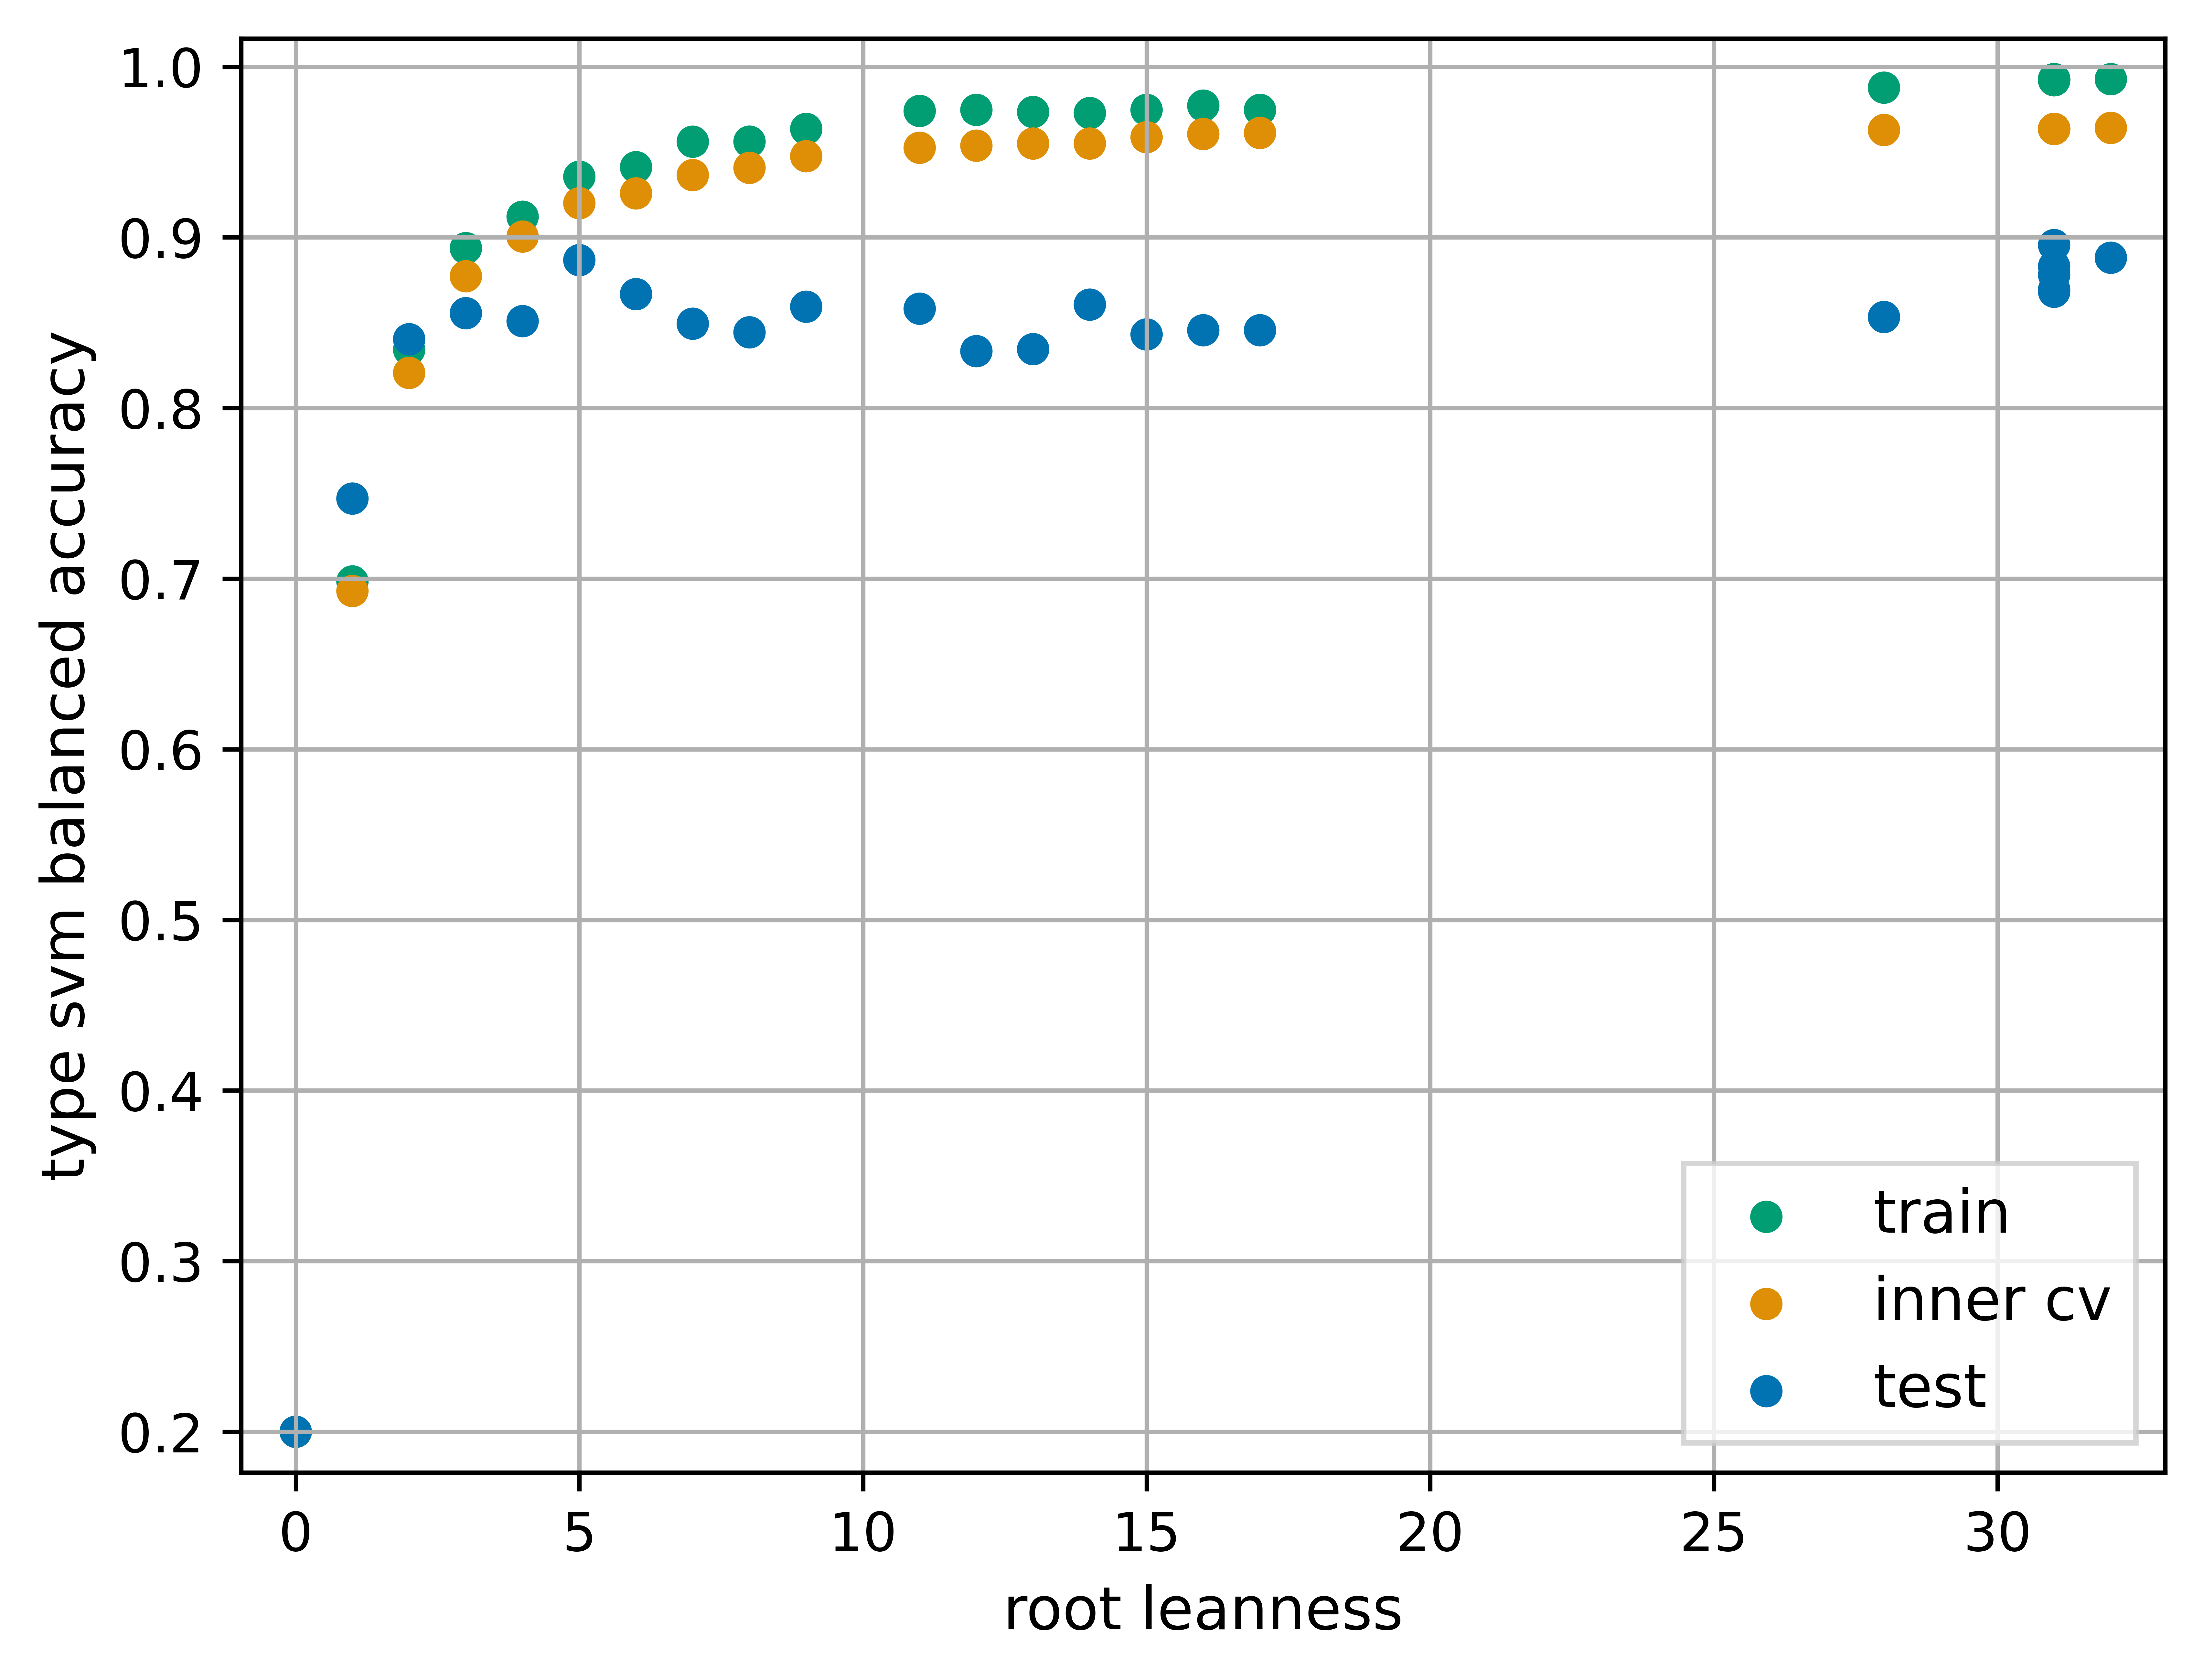 type svm balanced accuracy
1.0
0.9
0.8
0.7
0.6
0.5
0.4
0.3
0.2
train
inner cv
test
0 5 10 15 20 25 30
root leanness